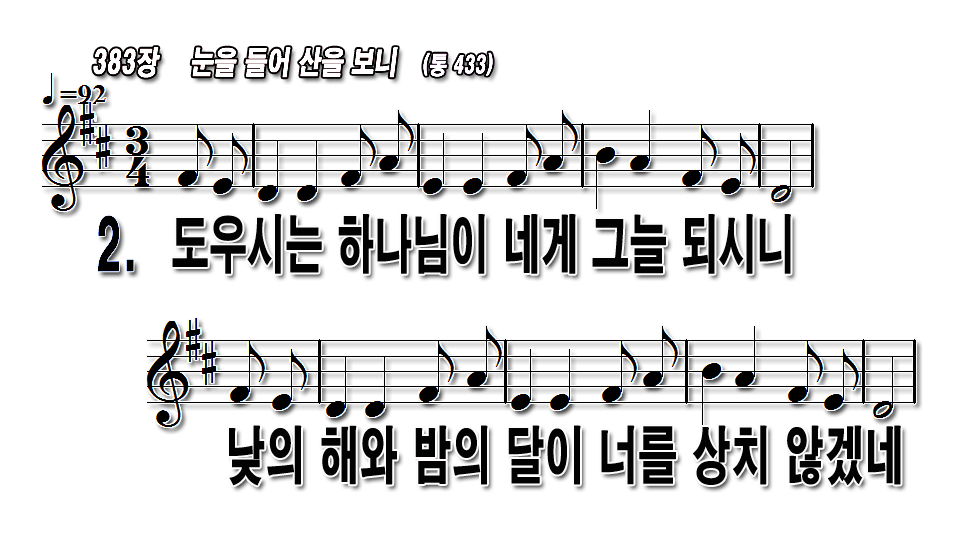 383장 눈을 들어 산을 보니 (통 433)
♩=92
3/4
2. 도우시는 하나님이 네게 그늘 되시니
낮의 해와 밤의 달이 너를 상치 않겠네